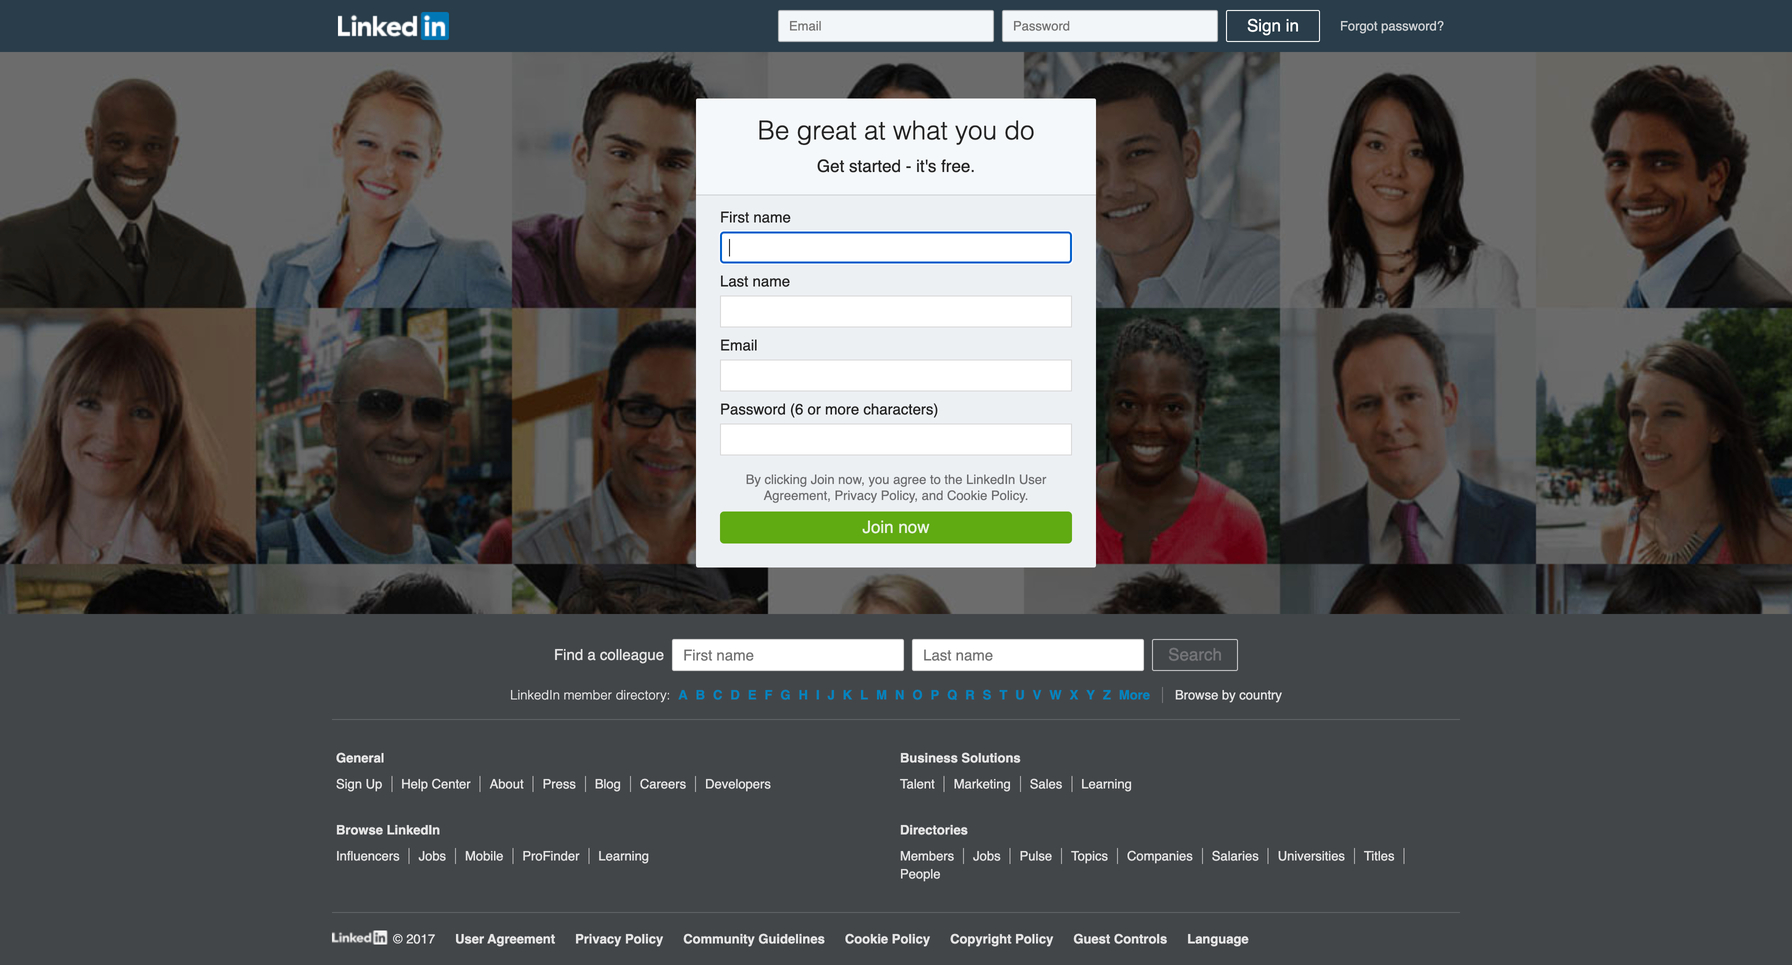 Linked in
Email
Password
Sign in
Forgot password?
Be great at what you do
Get started - it's free.
First name
Last name
Email
Password (6 or more characters)
By clicking Join now, you agree to the LinkedIn User
Agreement, Privacy Policy, and Cookie Policy.
Join now
Find a colleague
First name
Last name
Search
LinkedIn member directory: A B C D E F G H I J K L M N O P Q R S T U V W X Y Z More | Browse by country
General
Sign Up | Help Center | About | Press | Blog | Careers | Developers
Business Solutions
Talent | Marketing | Sales | Learning
Browse LinkedIn
Influencers | Jobs | Mobile | ProFinder | Learning
Directories
Members | Jobs | Pulse | Topics | Companies | Salaries | Universities | Titles |
People
Linked in © 2017 User Agreement Privacy Policy Community Guidelines Cookie Policy Copyright Policy Guest Controls Language